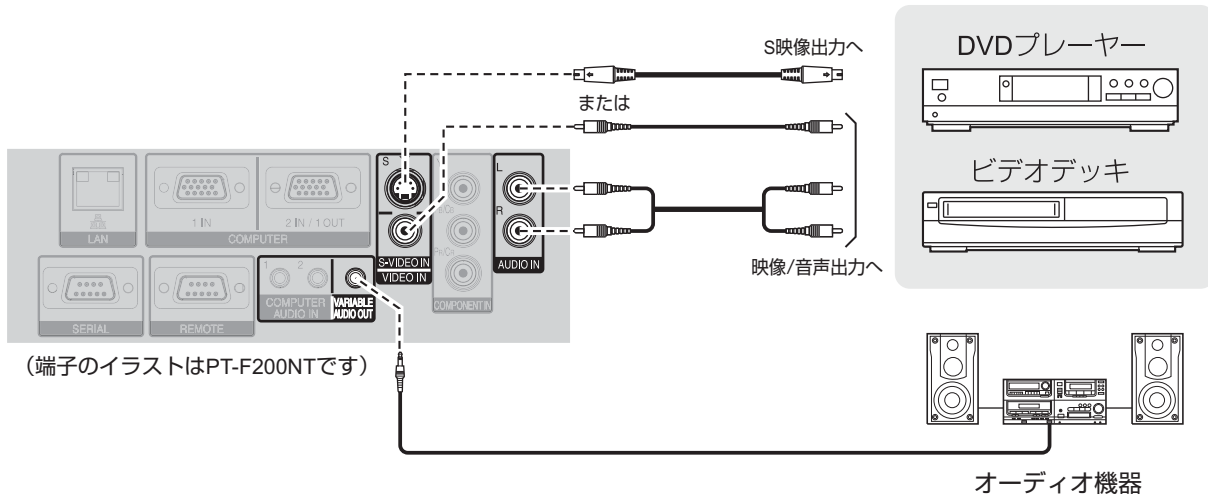 S映像出力へ
DVDプレーヤー
または
ビデオデッキ
S
L
R
1 IN
2 IN / 1 OUT
LAN
COMPUTER
S-VIDEO IN
VIDEO IN
AUDIO IN
映像/音声出力へ
1
2
COMPUTER
AUDIO IN
VARIABLE
AUDIO OUT
COMPONENT IN
SERIAL
REMOTE
（端子のイラストはPT-F200NTです）
オーディオ機器